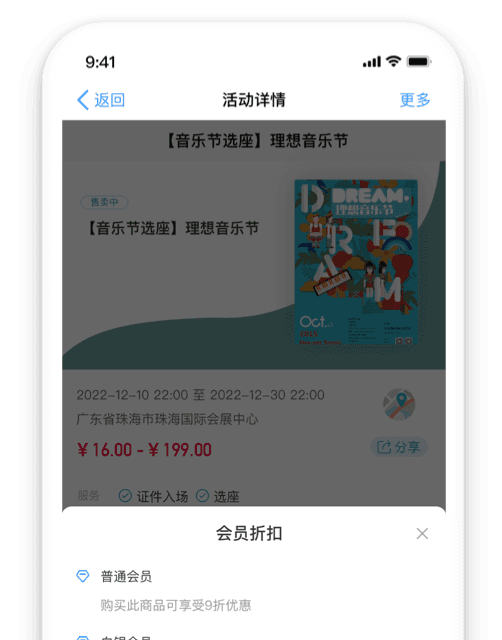 9:41
返回
活动详情
更多
【音乐节选座】理想音乐节
售卖中
【音乐节选座】理想音乐节
DREAM.
理想音乐节
Oct
2022-12-10 22:00 至 2022-12-30 22:00
广东省珠海市珠海国际会展中心
¥ 16.00 - ¥ 199.00
分享
服务
证件入场
选座
会员折扣
普通会员
购买此商品可享受9折优惠